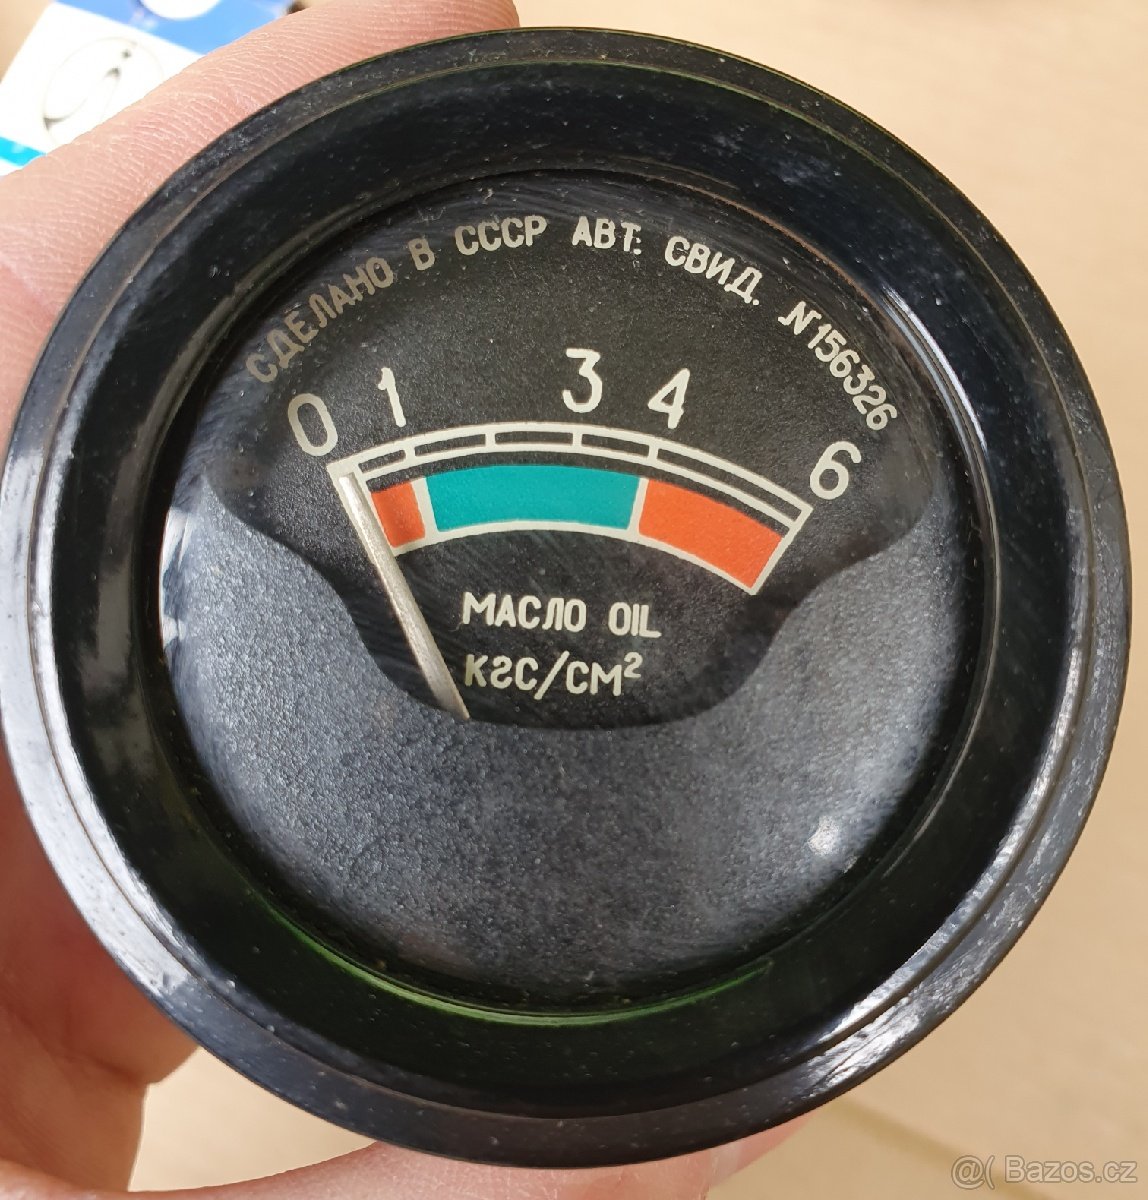 СДЕЛАНО В СССР АВТ. СВИД. №156326
0 1 3 4 6
МАСЛО OIL
КГС/СМ²
@( Bazos.cz